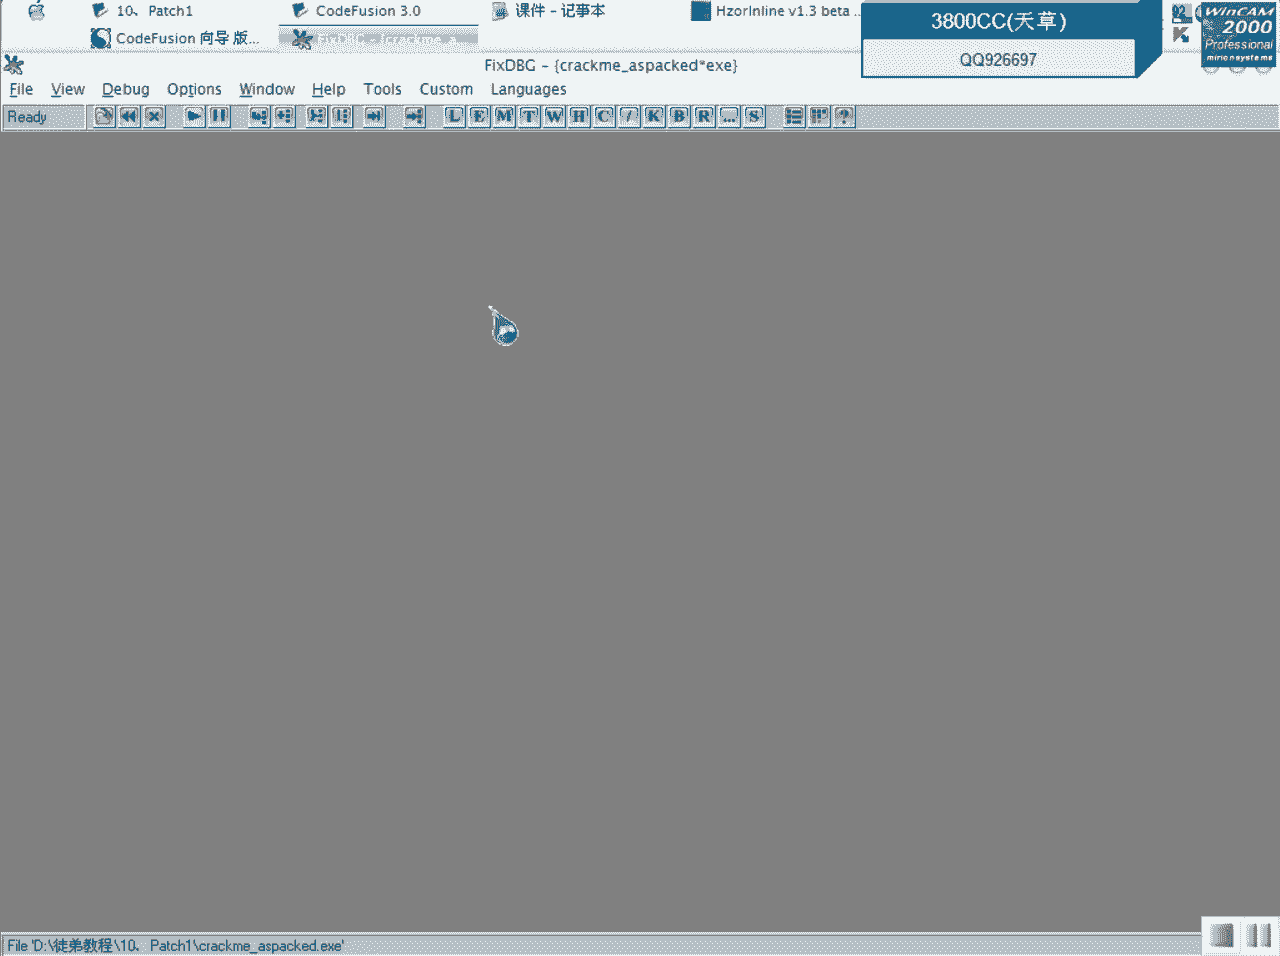 10、Patch1
CodeFusion 3.0
课件 - 记事本
HzorInline v1.3 beta ...
CodeFusion 向导 版...
FixDBG - {crackme_a...
3800CC(天草)
QQ926697
WinCAM
2000
Professional
mirionsystems
FixDBG - {crackme_aspacked*exe}
File View Debug Options Window Help Tools Custom Languages
Ready
L E M T W H C / K B R ... S ?
File 'D:\徒弟教程\10、Patch1\crackme_aspacked.exe'